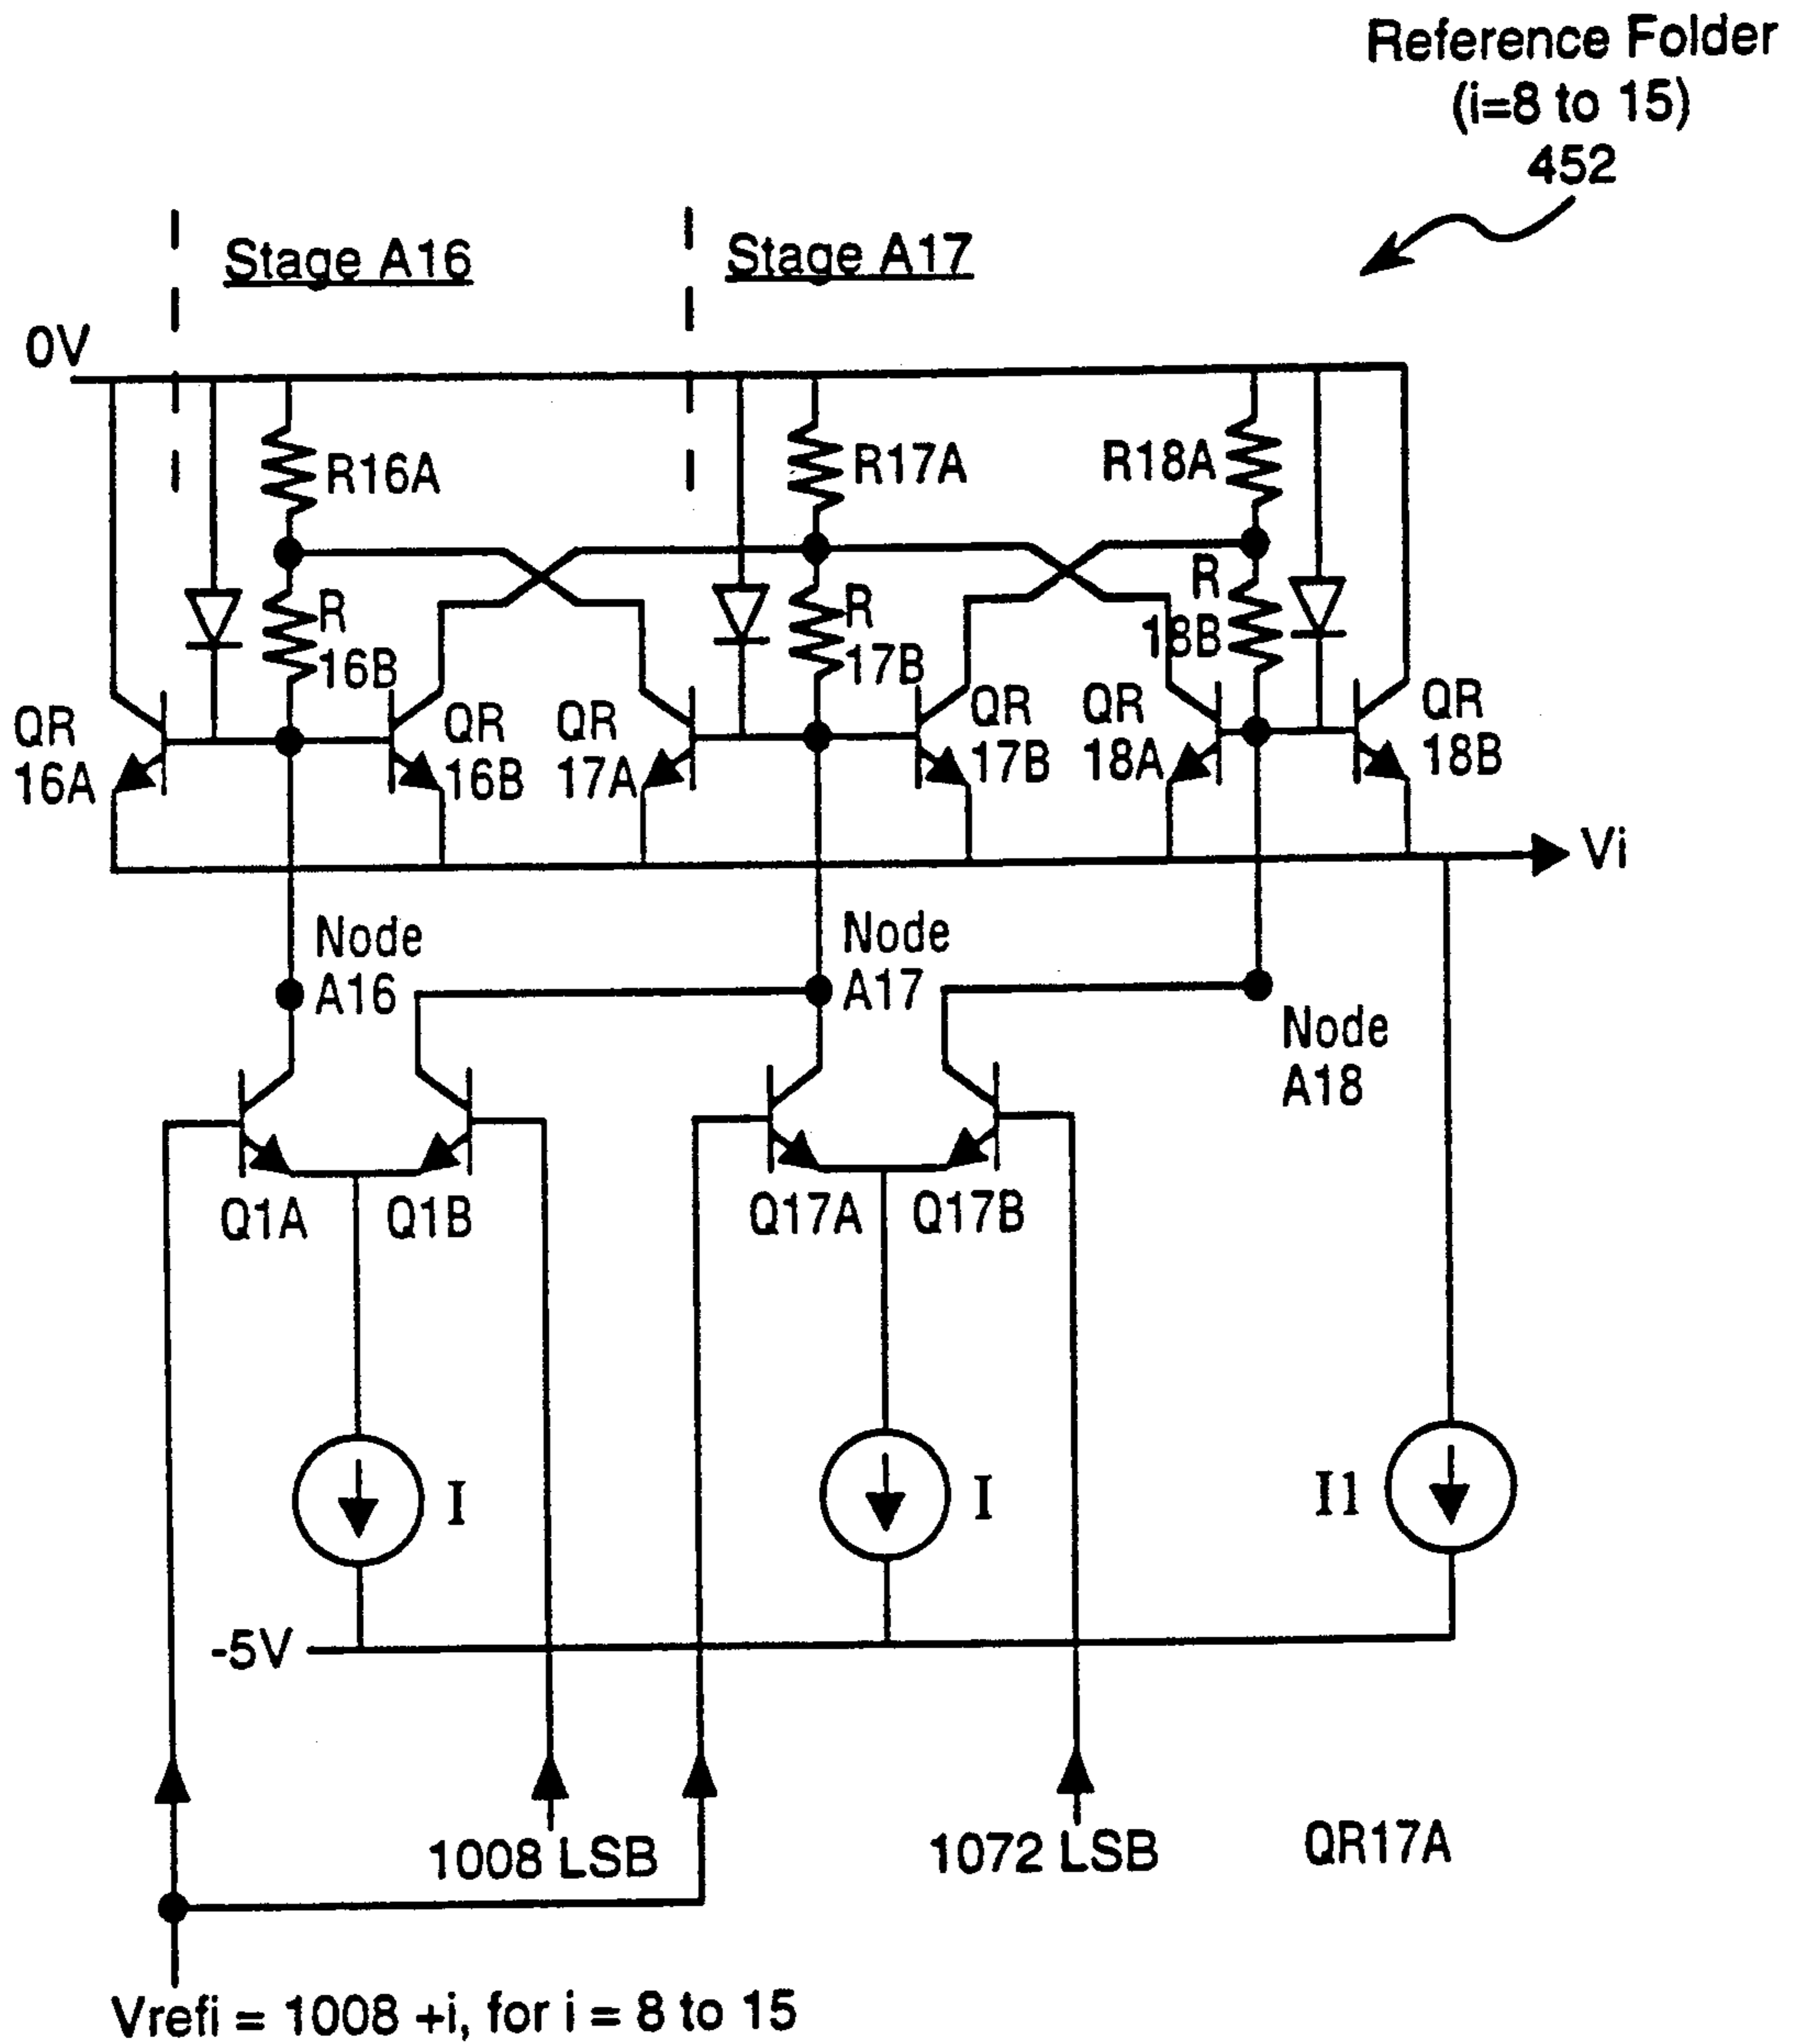 Reference Folder
(i=8 to 15)
452
Stage A16
Stage A17
0V
R16A
R17A
R18A
R
16B
R
17B
R
18B
QR
16A
QR
16B
QR
17A
QR
17B
QR
18A
QR
18B
Vi
Node
A16
Node
A17
Node
A18
Q1A
Q1B
Q17A
Q17B
I
I
I1
-5V
1008 LSB
1072 LSB
QR17A
Vrefi = 1008 +i, for i = 8 to 15